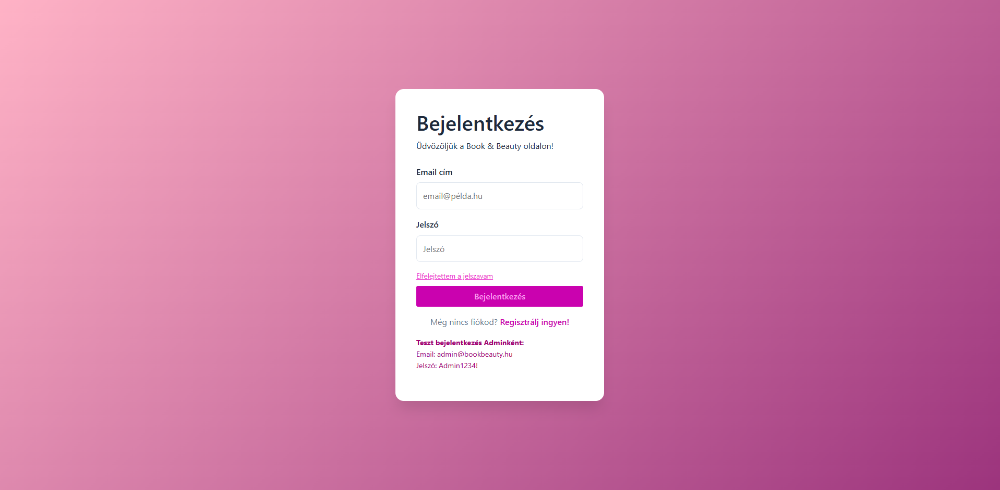 Bejelentkezés
Üdvözöljük a Book & Beauty oldalon!
Email cím
email@példa.hu
Jelszó
Jelszó
Elfelejtettem a jelszavam
Bejelentkezés
Még nincs fiókod? Regisztrálj ingyen!
Teszt bejelentkezés Adminként:
Email: admin@bookbeauty.hu
Jelszó: Admin1234!